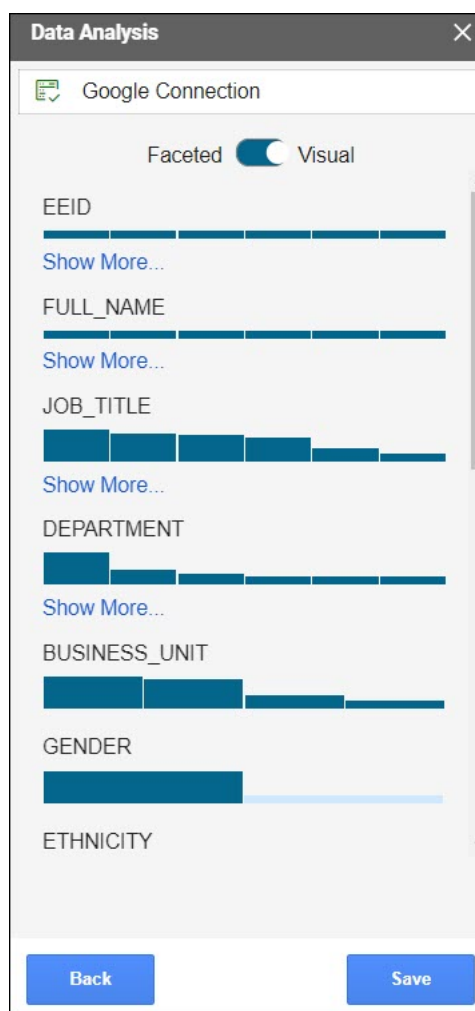 Data Analysis
Google Connection
Faceted Visual
EEID
Show More...
FULL_NAME
Show More...
JOB_TITLE
Show More...
DEPARTMENT
Show More...
BUSINESS_UNIT
GENDER
ETHNICITY
Back Save